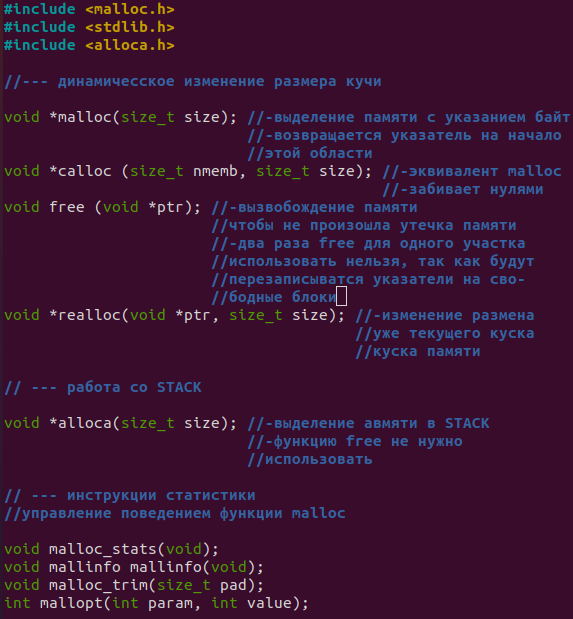 #include <malloc.h>
#include <stdlib.h>
#include <alloca.h>
//--- динамичесское изменение размера кучи
void *malloc(size_t size); //-выделение памяти с указанием байт
//-возвращается указатель на начало
//этой области
void *calloc (size_t nmemb, size_t size); //-эквивалент malloc
//-забивает нулями
void free (void *ptr); //-вызвобождение памяти
//чтобы не произошла утечка памяти
//-два раза free для одного участка
//использовать нельзя, так как будут
//перезаписыватся указатели на сво-
//бодные блоки
void *realloc(void *ptr, size_t size); //-изменение размена
//уже текущего куска
//куска памяти
// --- работа со STACK
void *alloca(size_t size); //-выделение авмяти в STACK
//-функцию free не нужно
//использовать
// --- инструкции статистики
//управление поведением функции malloc
void malloc_stats(void);
void mallinfo mallinfo(void);
void malloc_trim(size_t pad);
int mallopt(int param, int value);